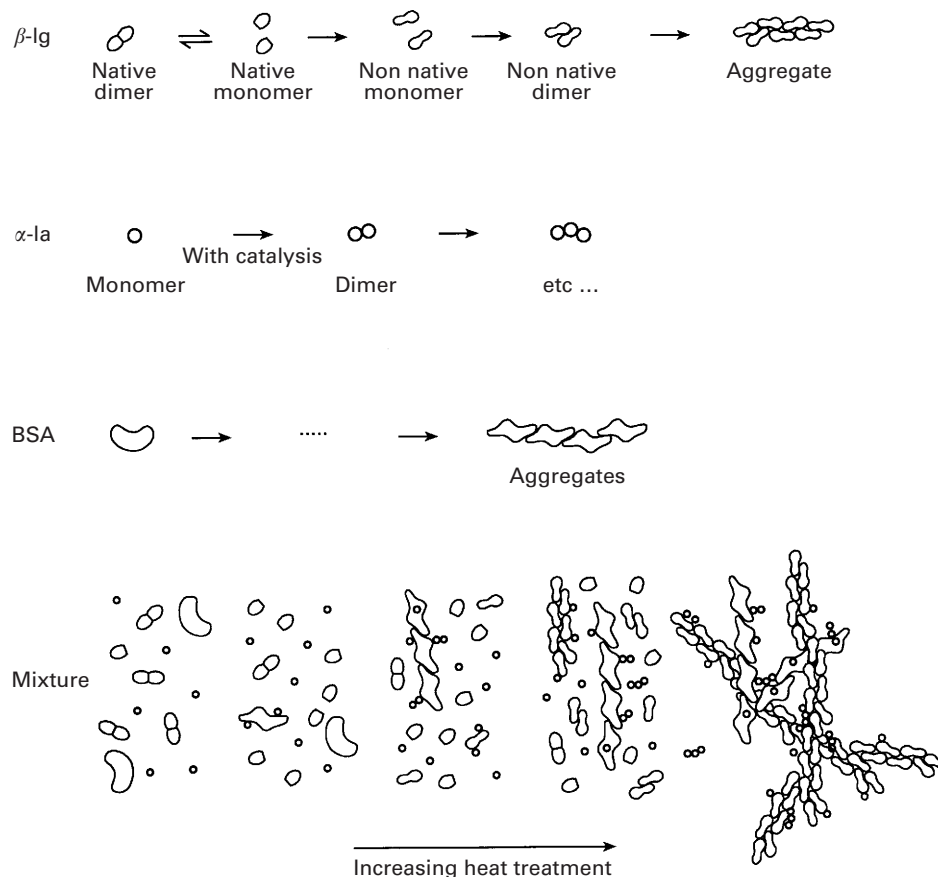 β-lg
Native dimer
Native monomer
Non native monomer
Non native dimer
Aggregate
α-la
With catalysis
Monomer
Dimer
etc ...
BSA
.....
Aggregates
Mixture
Increasing heat treatment